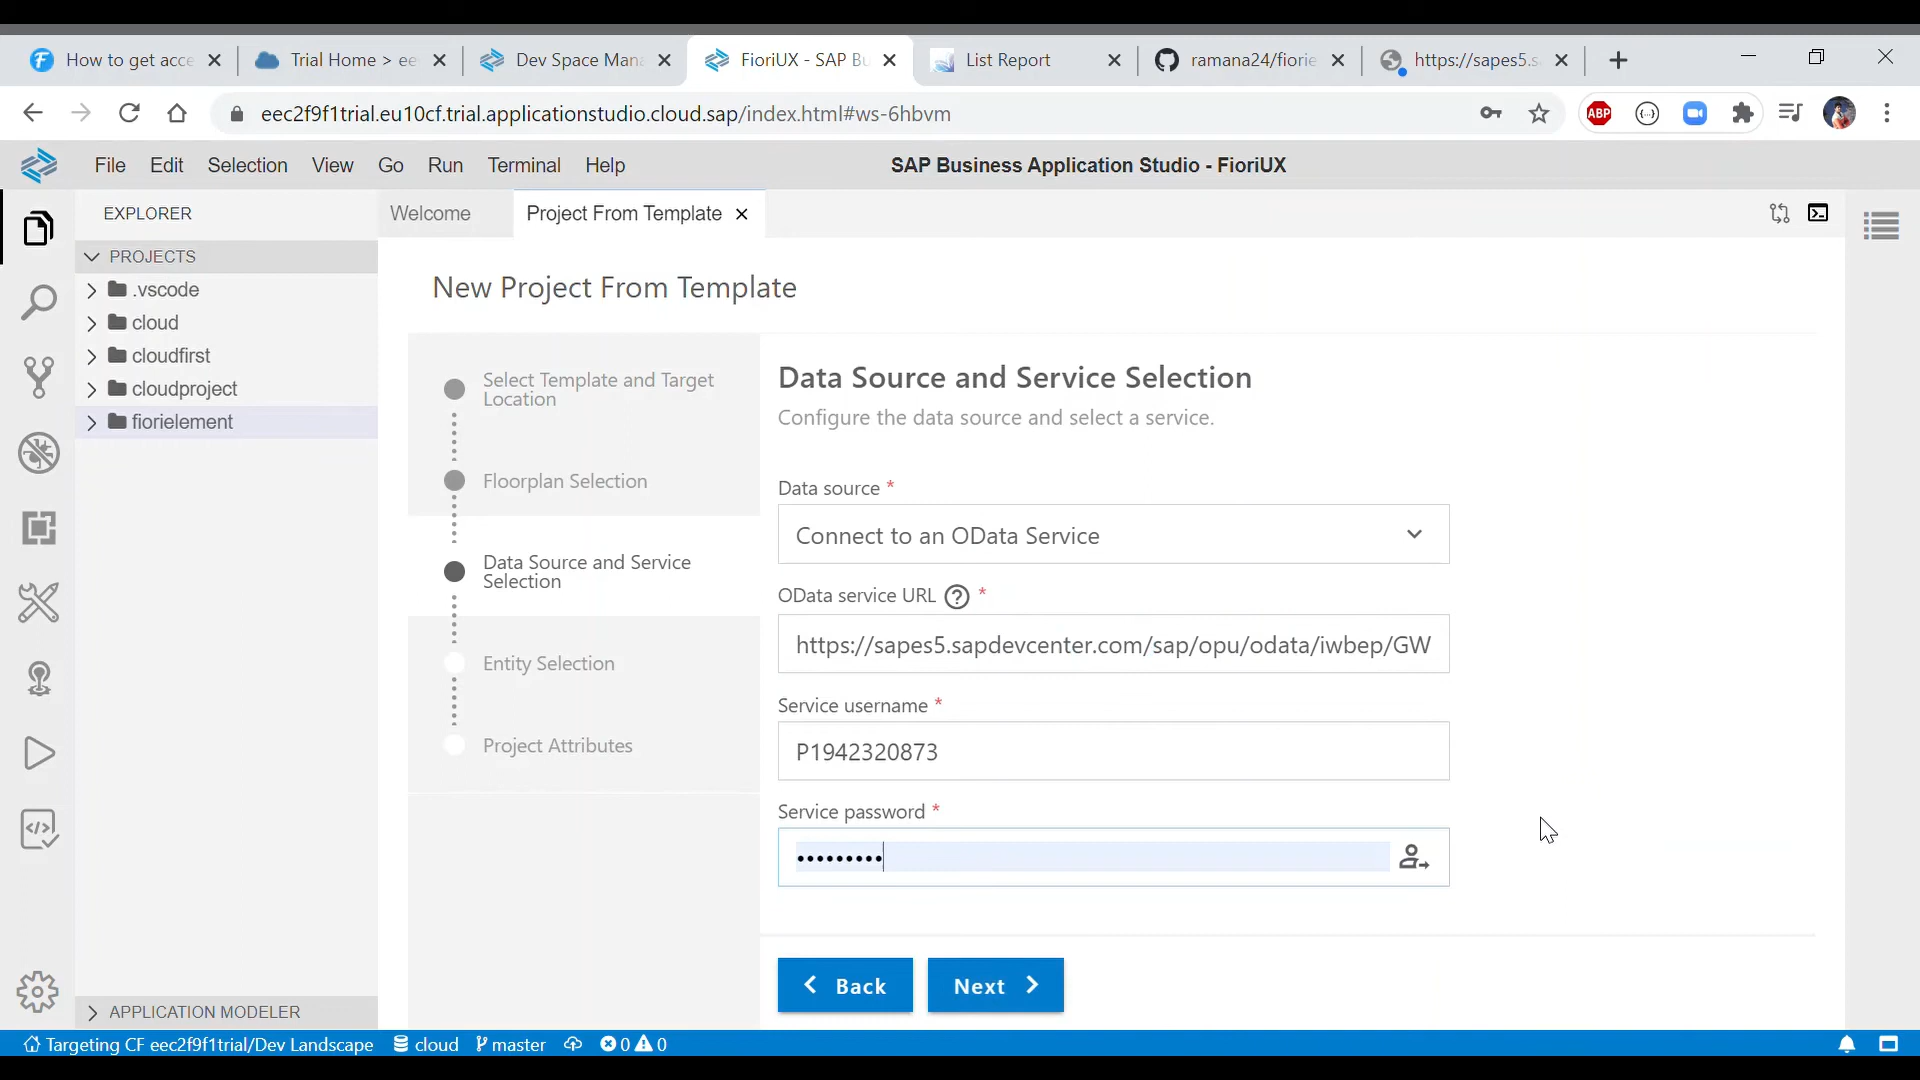 How to get acce
Trial Home > ee
Dev Space Man
FioriUX - SAP Bu
List Report
ramana24/fiorie
https://sapes5.s
eec2f9f1trial.eu10cf.trial.applicationstudio.cloud.sap/index.html#ws-6hbvm
ABP
File Edit Selection View Go Run Terminal Help
SAP Business Application Studio - FioriUX
EXPLORER
PROJECTS
.vscode
cloud
cloudfirst
cloudproject
fiorielement
APPLICATION MODELER
Welcome
Project From Template
New Project From Template
Select Template and Target
Location
Floorplan Selection
Data Source and Service
Selection
Entity Selection
Project Attributes
Data Source and Service Selection
Configure the data source and select a service.
Data source *
Connect to an OData Service
OData service URL ? *
https://sapes5.sapdevcenter.com/sap/opu/odata/iwbep/GW
Service username *
P1942320873
Service password *
•••••••••
Back
Next
Targeting CF eec2f9f1trial/Dev Landscape cloud master 0 0